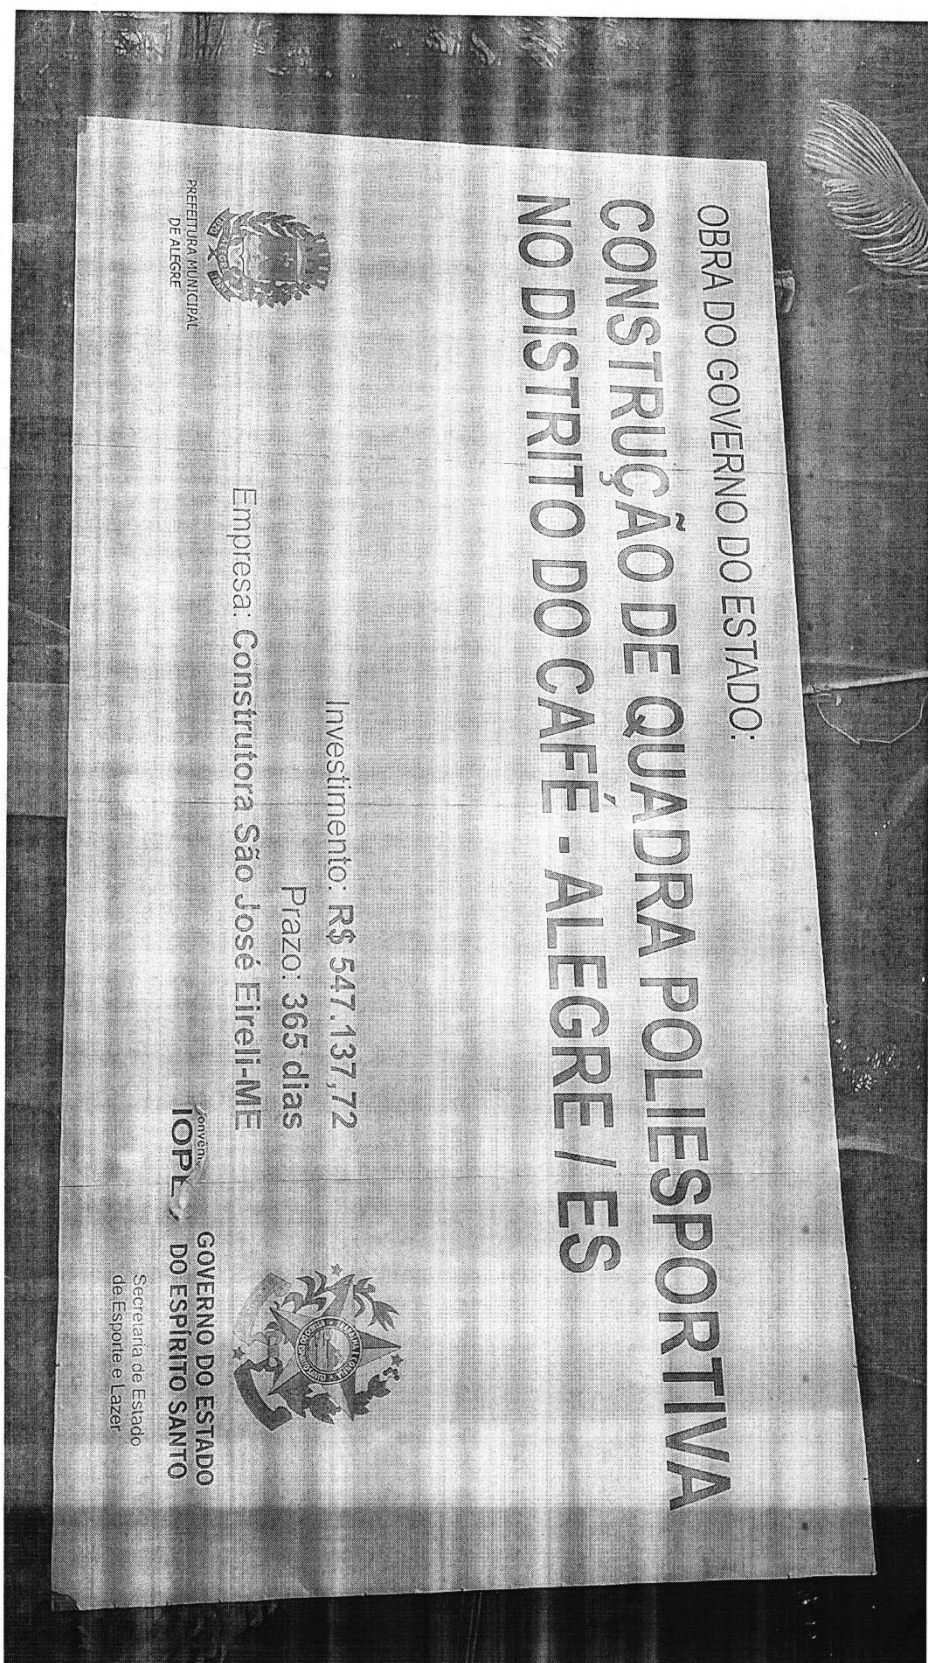 OBRA DO GOVERNO DO ESTADO:
CONSTRUÇÃO DE QUADRA POLIESPORTIVA
NO DISTRITO DO CAFÉ - ALEGRE / ES
Investimento: R$ 547.137,72
Prazo: 365 dias
Empresa: Construtora São José Eireli-ME
PREFEITURA MUNICIPAL
DE ALEGRE
GOVERNO DO ESTADO
DO ESPÍRITO SANTO
Secretaria de Estado
de Esporte e Lazer